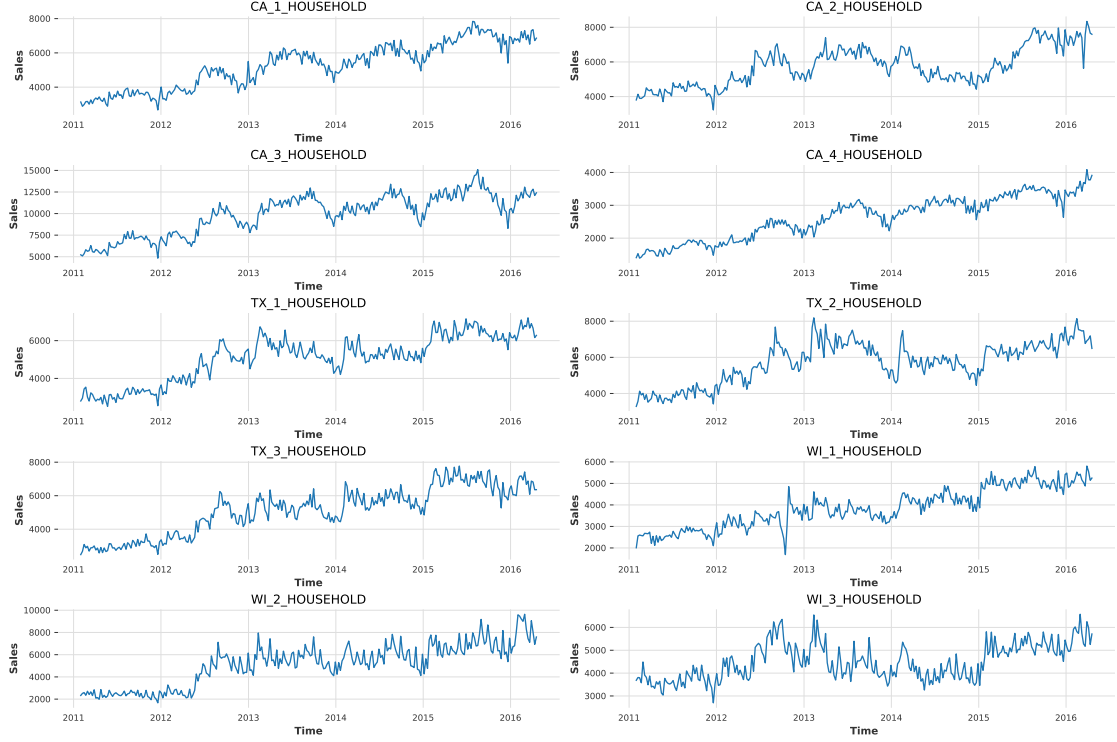 CA_1_HOUSEHOLD
Sales
8000
6000
4000
2011 2012 2013 2014 2015 2016
Time
CA_2_HOUSEHOLD
Sales
8000
6000
4000
2011 2012 2013 2014 2015 2016
Time
CA_3_HOUSEHOLD
Sales
15000
12500
10000
7500
5000
2011 2012 2013 2014 2015 2016
Time
CA_4_HOUSEHOLD
Sales
4000
3000
2000
2011 2012 2013 2014 2015 2016
Time
TX_1_HOUSEHOLD
Sales
6000
4000
2011 2012 2013 2014 2015 2016
Time
TX_2_HOUSEHOLD
Sales
8000
6000
4000
2011 2012 2013 2014 2015 2016
Time
TX_3_HOUSEHOLD
Sales
8000
6000
4000
2011 2012 2013 2014 2015 2016
Time
WI_1_HOUSEHOLD
Sales
6000
5000
4000
3000
2000
2011 2012 2013 2014 2015 2016
Time
WI_2_HOUSEHOLD
Sales
10000
8000
6000
4000
2000
2011 2012 2013 2014 2015 2016
Time
WI_3_HOUSEHOLD
Sales
6000
5000
4000
3000
2011 2012 2013 2014 2015 2016
Time